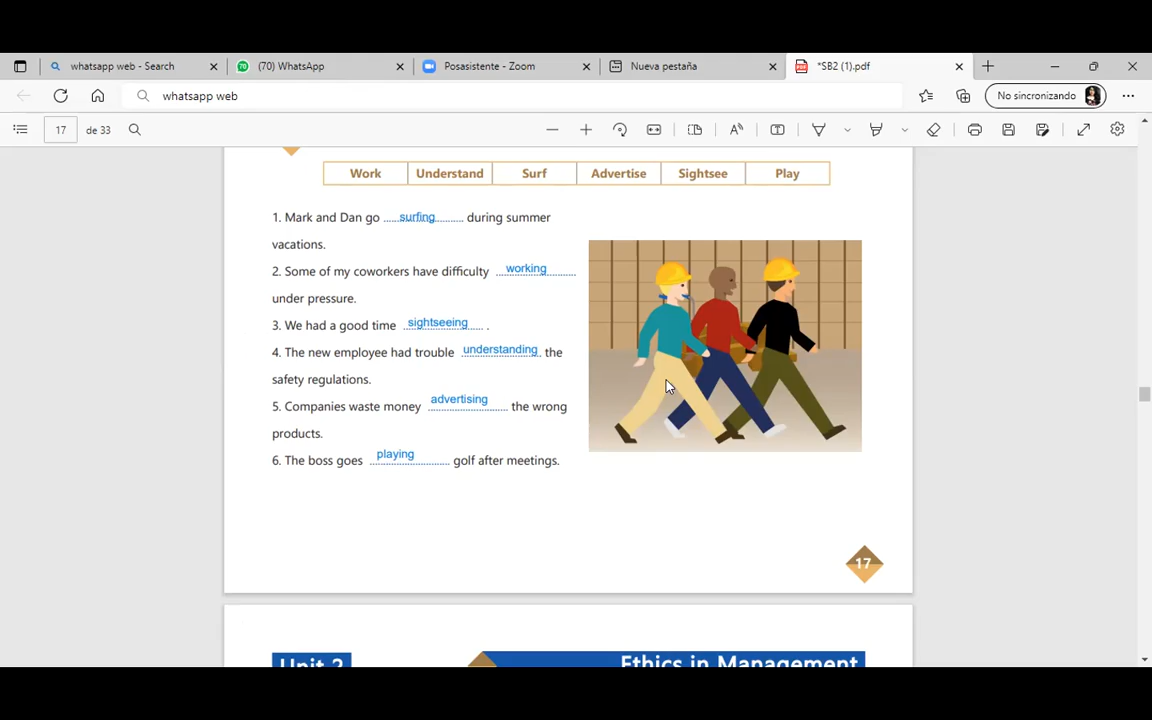 whatsapp web - Search
(70) WhatsApp
Posasistente - Zoom
Nueva pestaña
*SB2 (1).pdf
whatsapp web
No sincronizando
17 de 33
Work Understand Surf Advertise Sightsee Play
1. Mark and Dan go surfing during summer
vacations.
2. Some of my coworkers have difficulty working
under pressure.
3. We had a good time sightseeing .
4. The new employee had trouble understanding the
safety regulations.
5. Companies waste money advertising the wrong
products.
6. The boss goes playing golf after meetings.
17
Unit 2
Ethics in Management